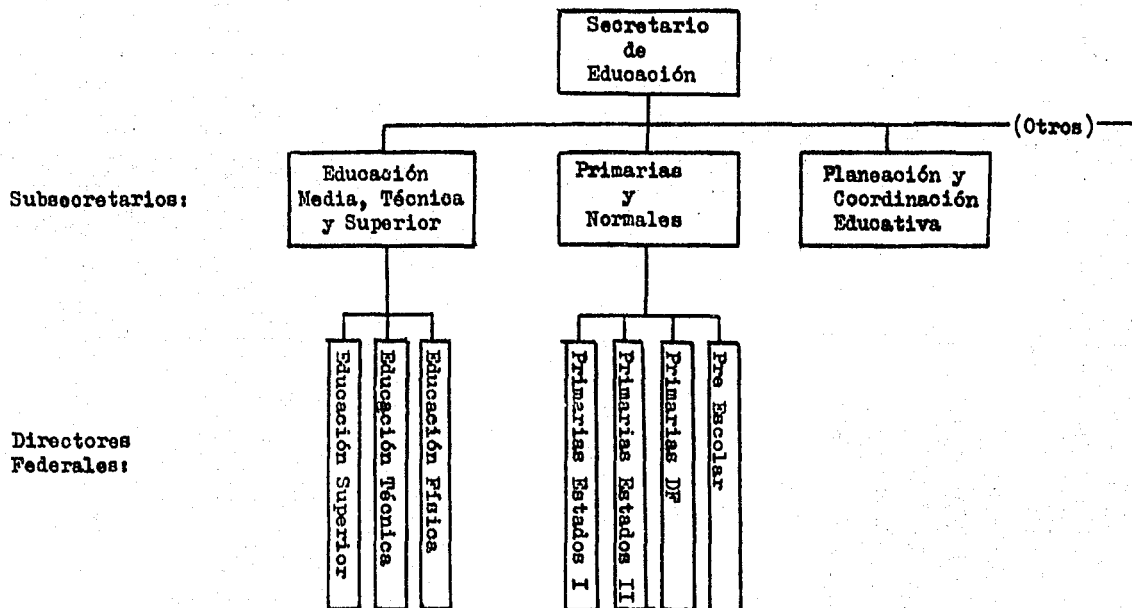 Secretario
de
Educación
(Otros)
Subsecretarios:
Educación
Media, Técnica
y Superior
Primarias
y
Normales
Planeación y
Coordinación
Educativa
Directores
Federales:
Educación Superior
Educación Técnica
Educación Física
Primarias Estados I
Primarias Estados II
Primarias DF
Pre Escolar